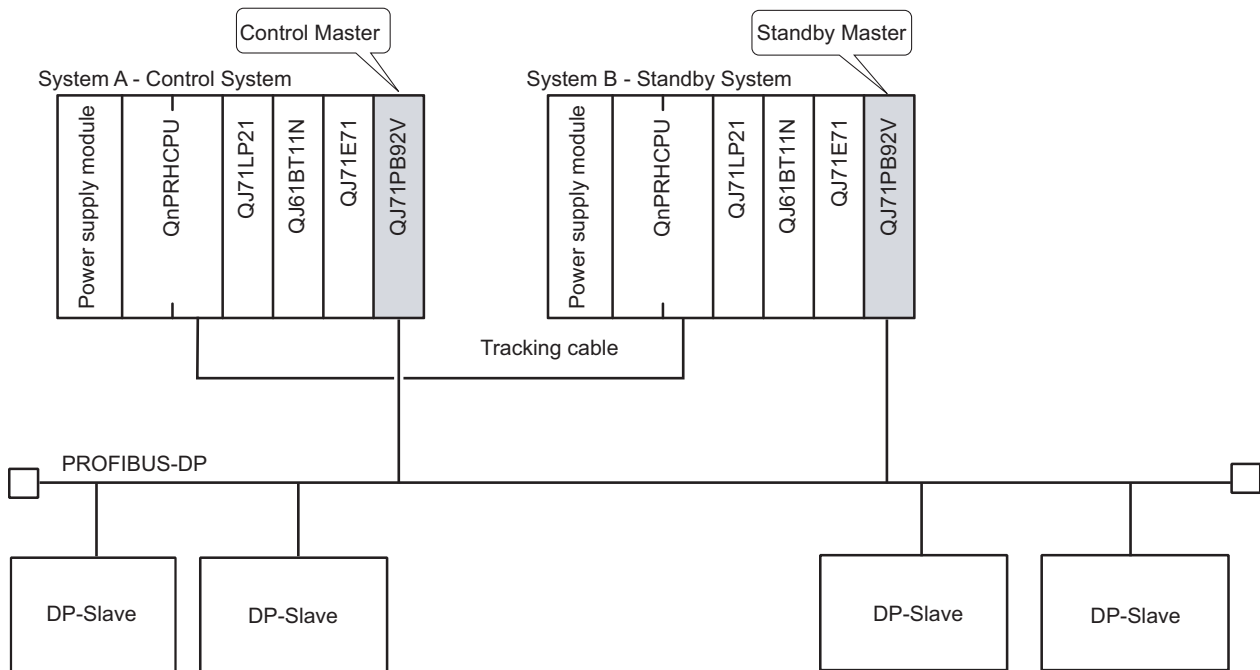 Control Master
Standby Master
System A - Control System
System B - Standby System
Power supply module
QnPRHCPU
QJ71LP21
QJ61BT11N
QJ71E71
QJ71PB92V
Power supply module
QnPRHCPU
QJ71LP21
QJ61BT11N
QJ71E71
QJ71PB92V
Tracking cable
PROFIBUS-DP
DP-Slave
DP-Slave
DP-Slave
DP-Slave